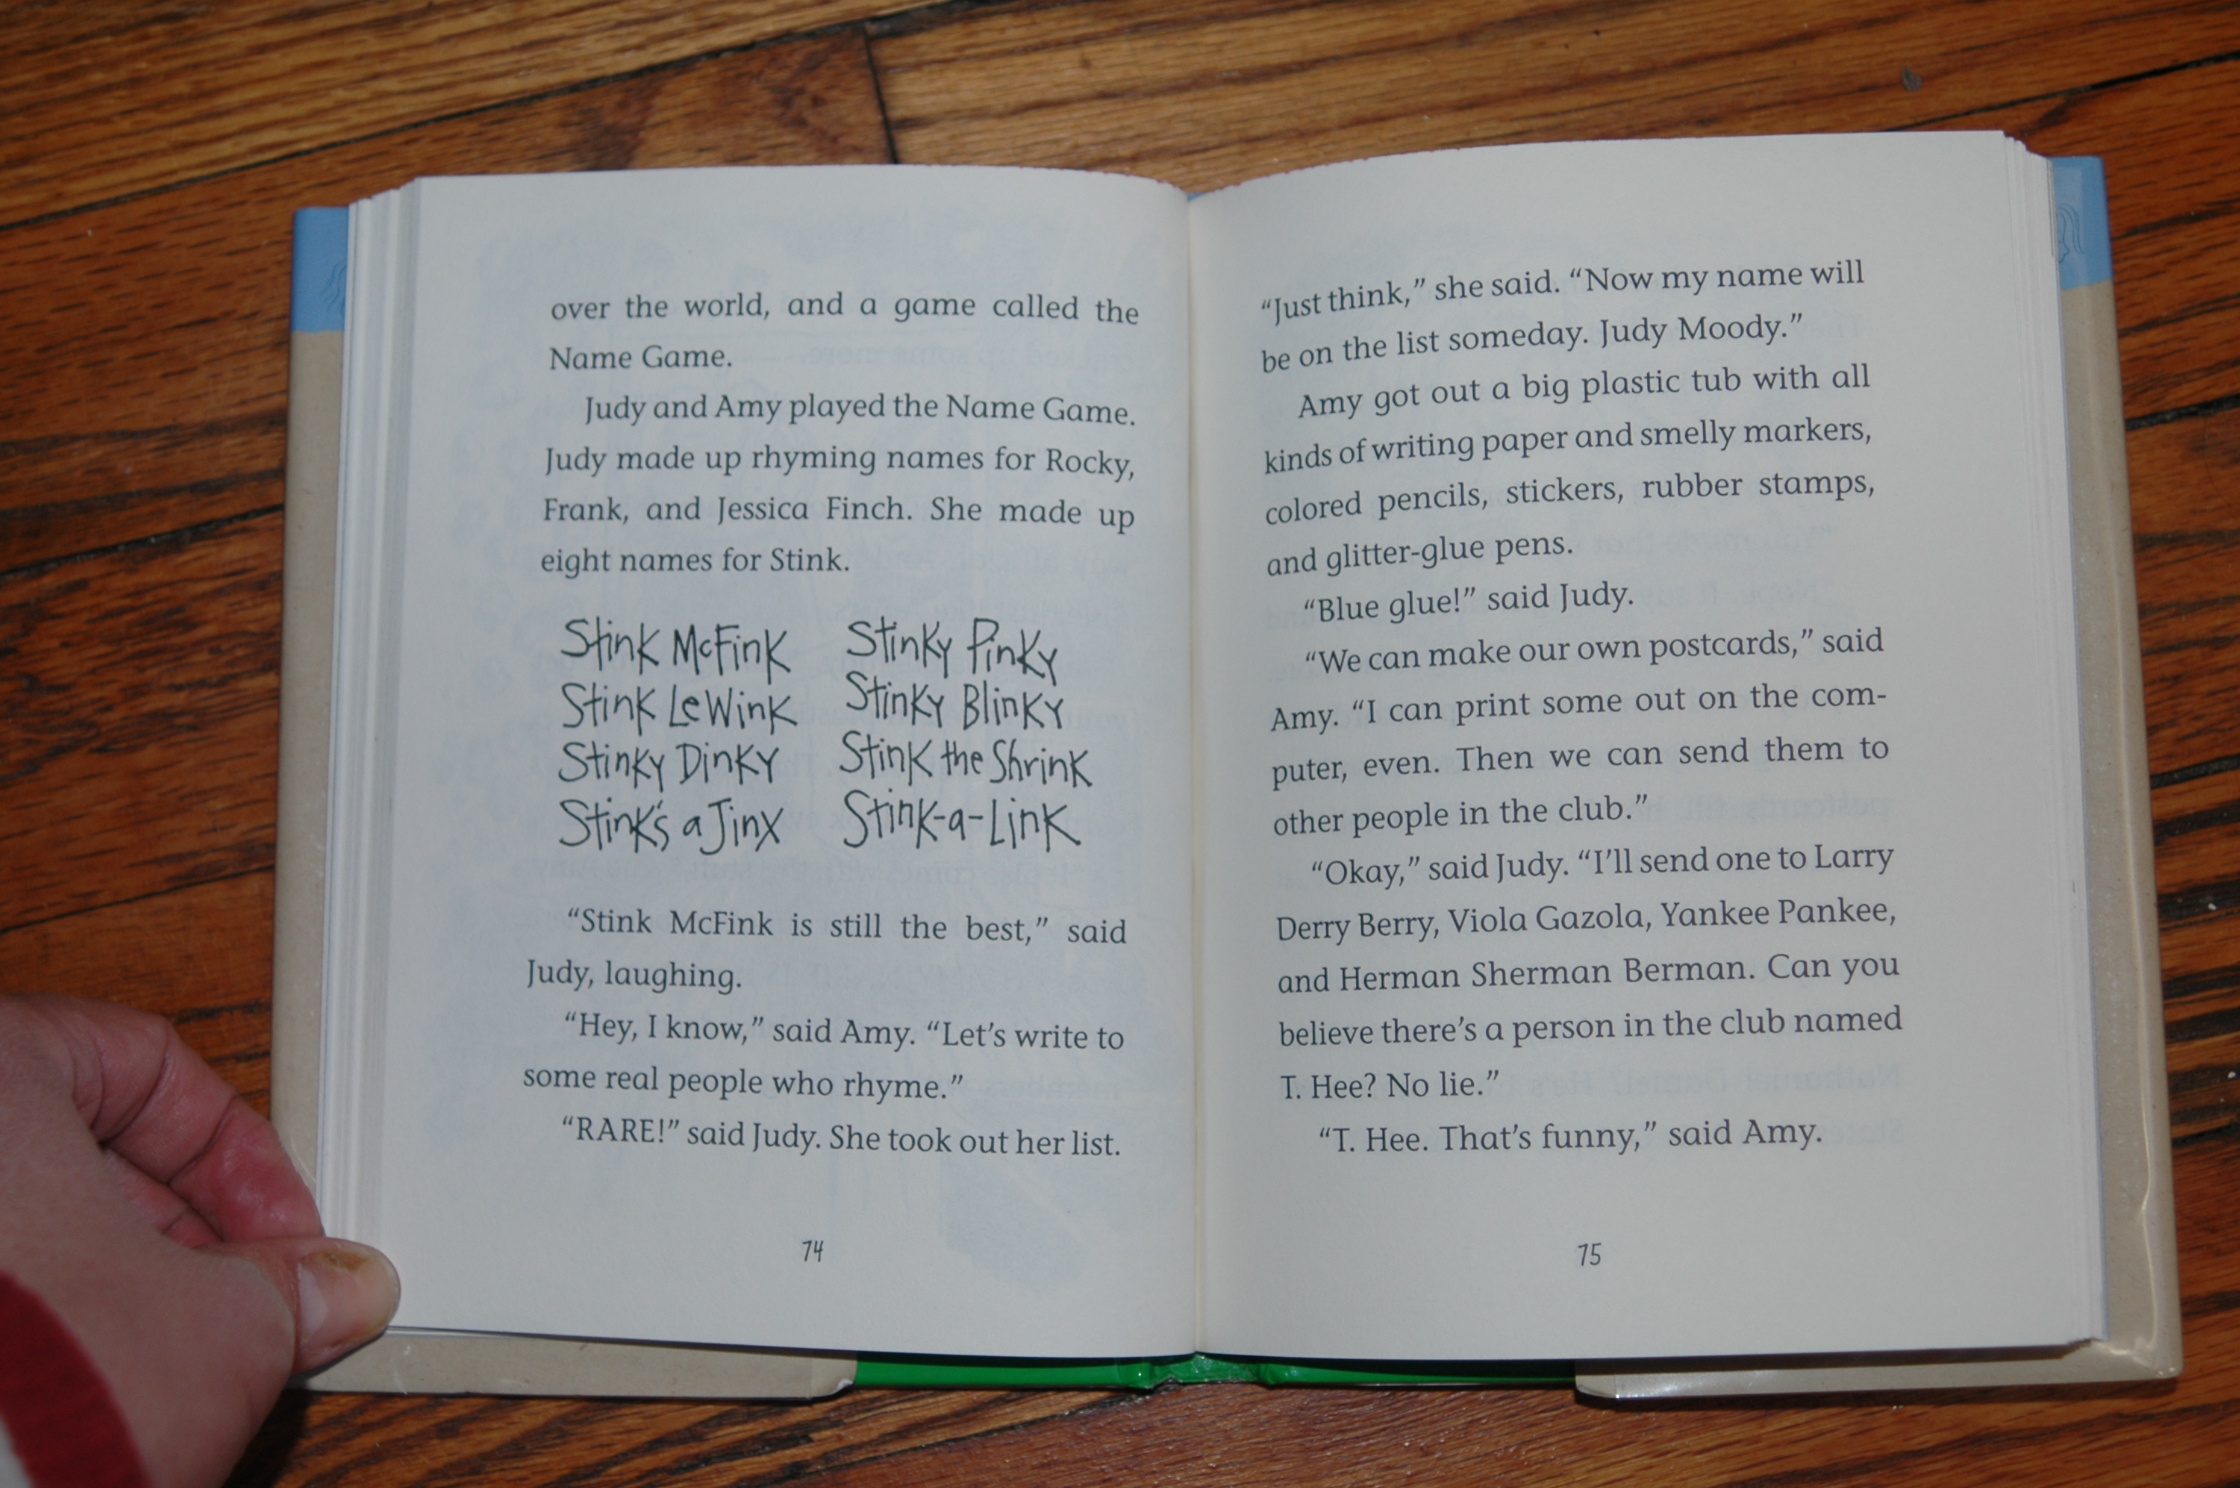 over the world, and a game called the
Name Game.
Judy and Amy played the Name Game.
Judy made up rhyming names for Rocky,
Frank, and Jessica Finch. She made up
eight names for Stink.
Stink McFink Stinky Pinky
Stink LeWink Stinky Blinky
Stinky Dinky Stink the Shrink
Stink's a Jinx Stink-a-Link
“Stink McFink is still the best,” said
Judy, laughing.
“Hey, I know,” said Amy. “Let’s write to
some real people who rhyme.”
“RARE!” said Judy. She took out her list.
74
“Just think,” she said. “Now my name will
be on the list someday. Judy Moody.”
Amy got out a big plastic tub with all
kinds of writing paper and smelly markers,
colored pencils, stickers, rubber stamps,
and glitter-glue pens.
“Blue glue!” said Judy.
“We can make our own postcards,” said
Amy. “I can print some out on the com-
puter, even. Then we can send them to
other people in the club.”
“Okay,” said Judy. “I’ll send one to Larry
Derry Berry, Viola Gazola, Yankee Pankee,
and Herman Sherman Berman. Can you
believe there’s a person in the club named
T. Hee? No lie.”
“T. Hee. That’s funny,” said Amy.
75